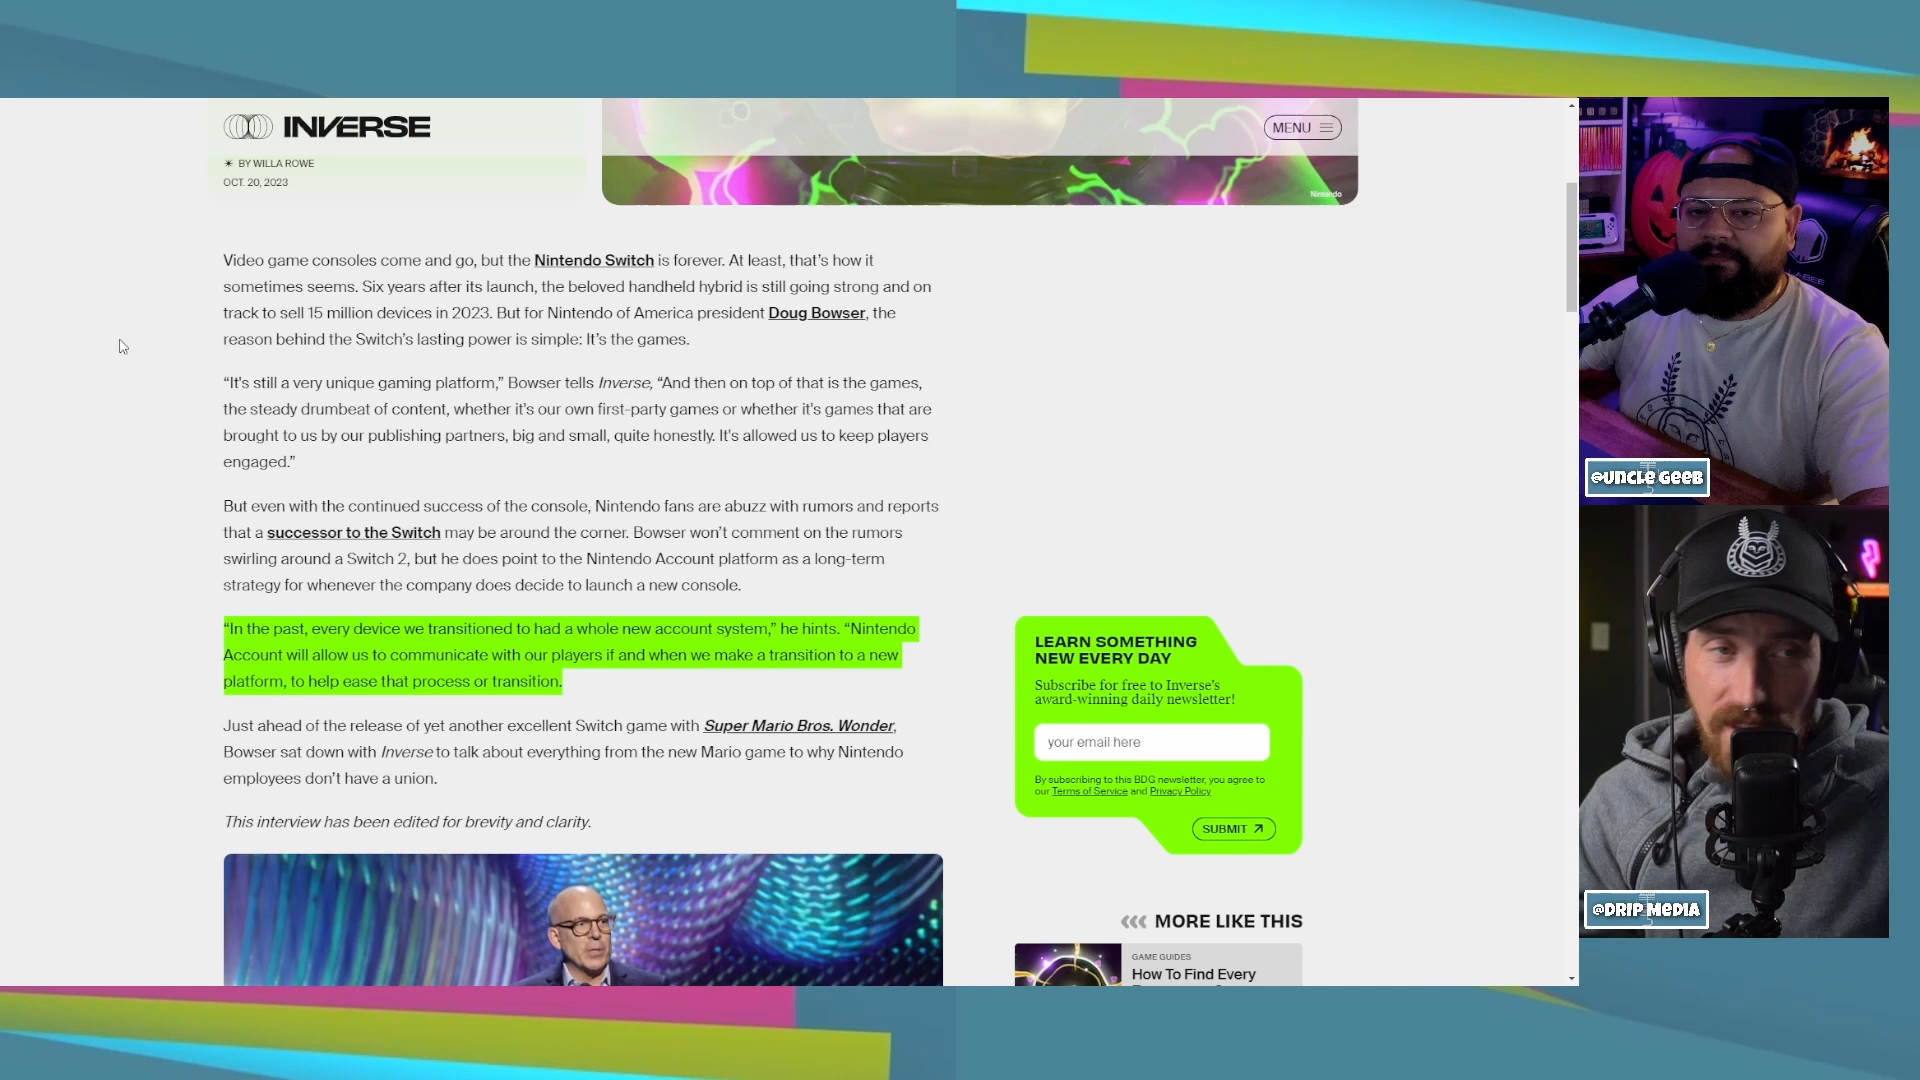 INVERSE
MENU
BY WILLA ROWE
OCT. 20, 2023
Nintendo
Video game consoles come and go, but the Nintendo Switch is forever. At least, that’s how it
sometimes seems. Six years after its launch, the beloved handheld hybrid is still going strong and on
track to sell 15 million devices in 2023. But for Nintendo of America president Doug Bowser, the
reason behind the Switch’s lasting power is simple: It’s the games.
“It's still a very unique gaming platform,” Bowser tells Inverse, “And then on top of that is the games,
the steady drumbeat of content, whether it's our own first-party games or whether it's games that are
brought to us by our publishing partners, big and small, quite honestly. It's allowed us to keep players
engaged.”
But even with the continued success of the console, Nintendo fans are abuzz with rumors and reports
that a successor to the Switch may be around the corner. Bowser won’t comment on the rumors
swirling around a Switch 2, but he does point to the Nintendo Account platform as a long-term
strategy for whenever the company does decide to launch a new console.
“In the past, every device we transitioned to had a whole new account system,” he hints. “Nintendo
Account will allow us to communicate with our players if and when we make a transition to a new
platform, to help ease that process or transition.
Just ahead of the release of yet another excellent Switch game with Super Mario Bros. Wonder,
Bowser sat down with Inverse to talk about everything from the new Mario game to why Nintendo
employees don’t have a union.
This interview has been edited for brevity and clarity.
LEARN SOMETHING
NEW EVERY DAY
Subscribe for free to Inverse’s
award-winning daily newsletter!
your email here
By subscribing to this BDG newsletter, you agree to
our Terms of Service and Privacy Policy
SUBMIT
MORE LIKE THIS
GAME GUIDES
How To Find Every
@UNCLE GEEB
@DRIP MEDIA